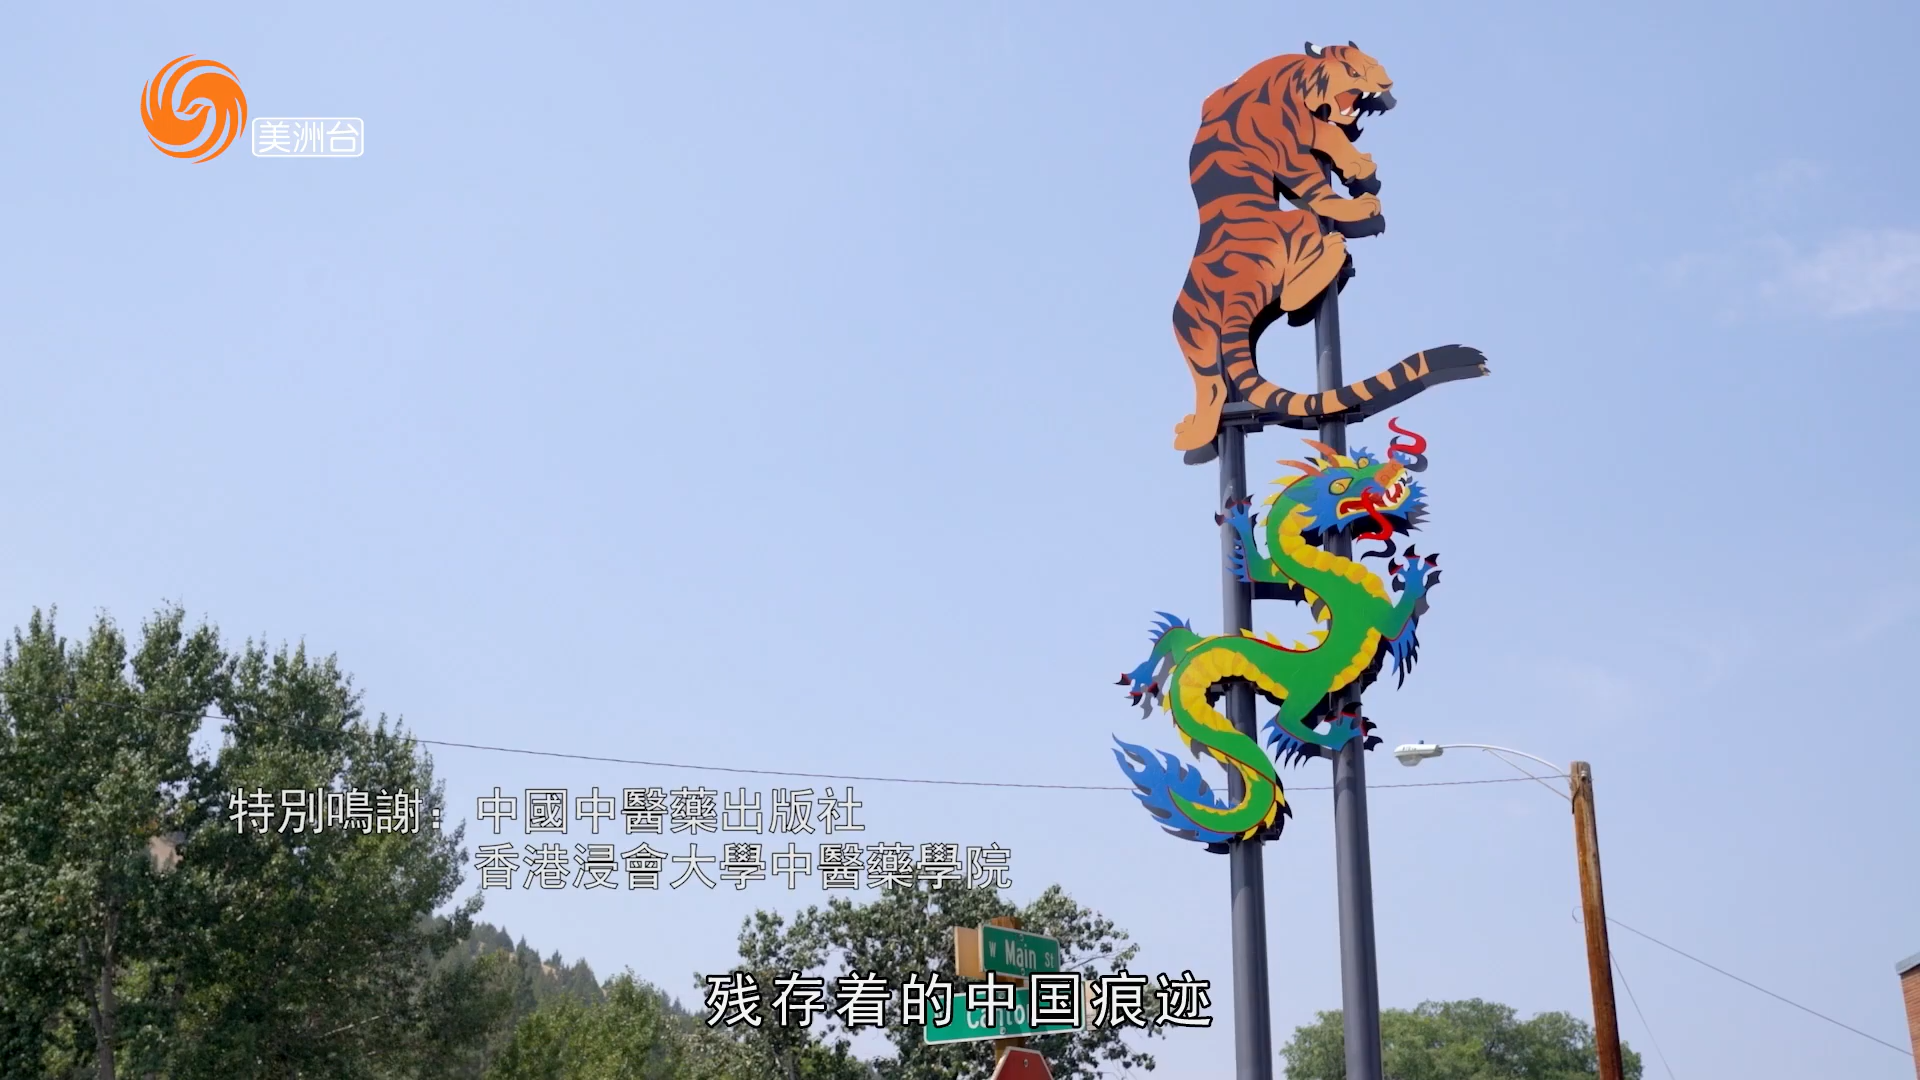 美洲台
特別鳴謝：中國中醫藥出版社
香港浸會大學中醫藥學院
W Main St
残存着的中国痕迹